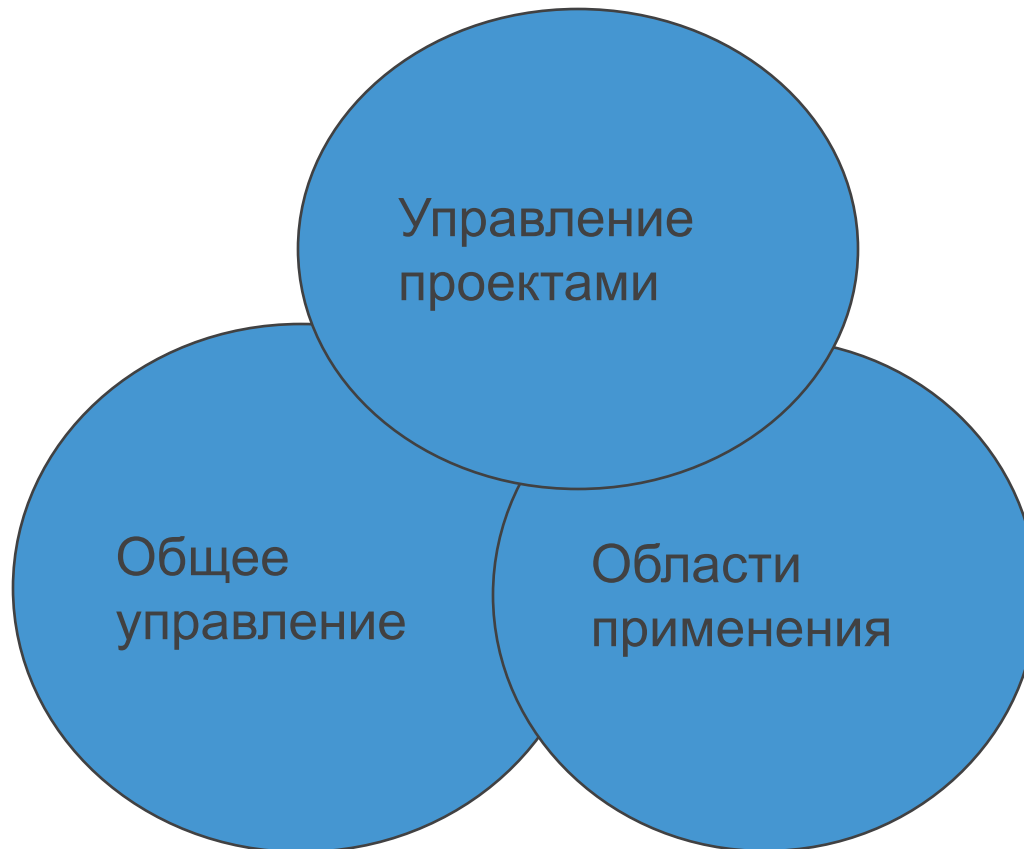 Управление
проектами
Общее
управление
Области
применения